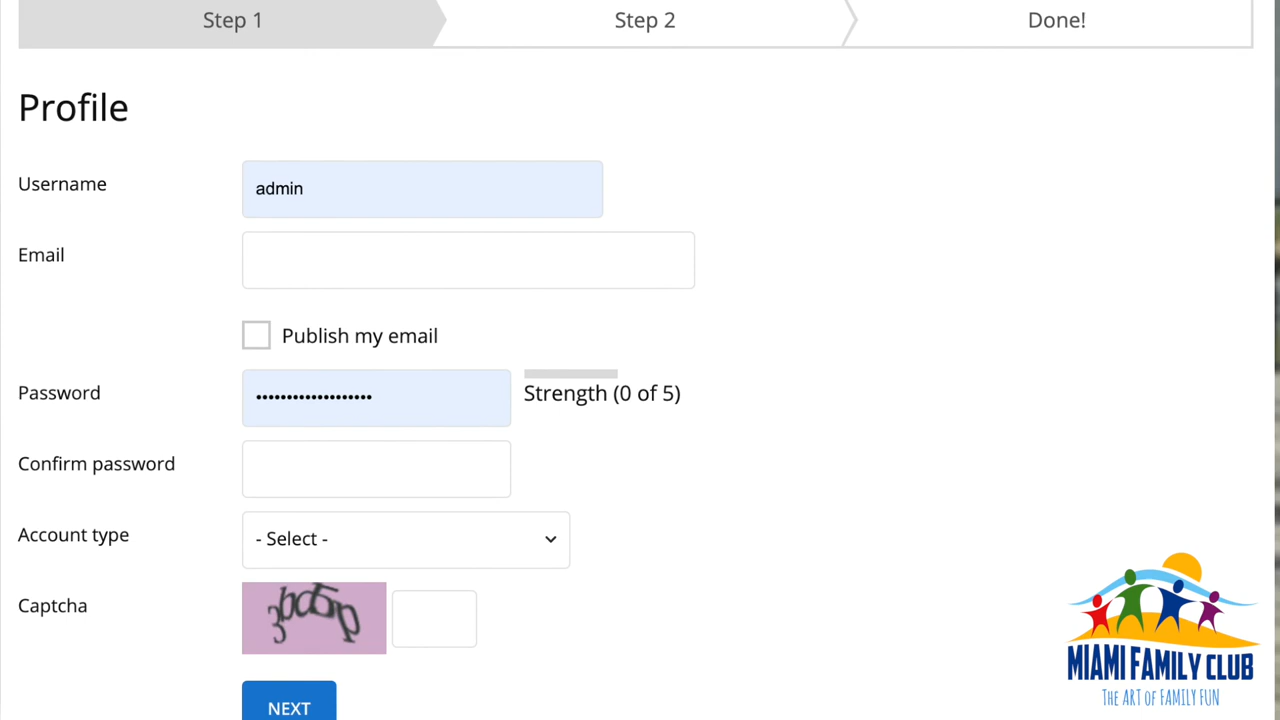 Step 1
Step 2
Done!
Profile
Username
admin
Email
Publish my email
Password
•••••••••••••••••••
Strength (0 of 5)
Confirm password
Account type
- Select -
Captcha
NEXT
MIAMI FAMILY CLUB
THE ART of FAMILY FUN